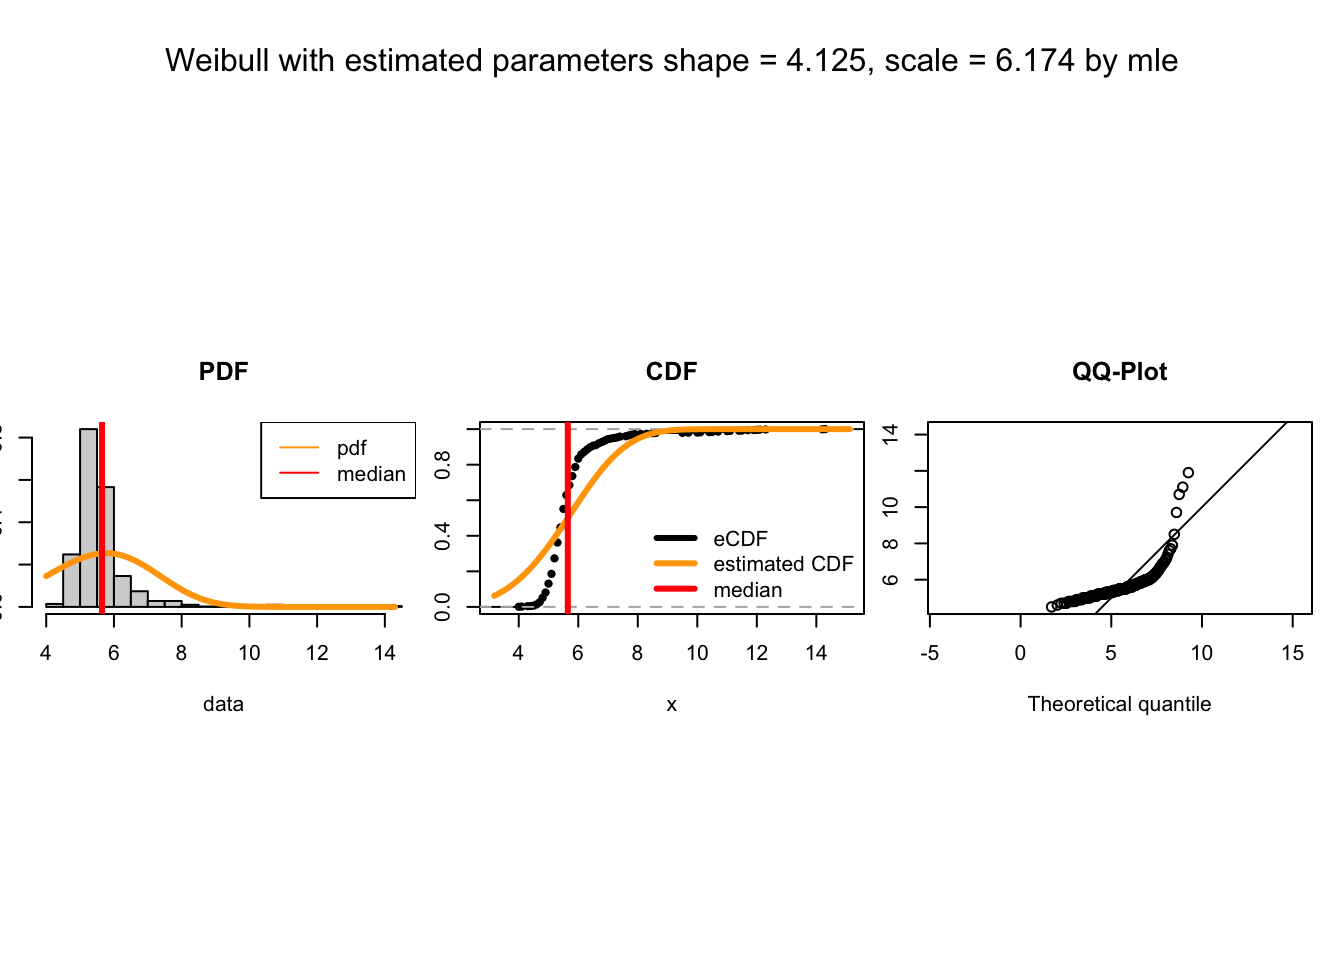 Weibull with estimated parameters shape = 4.125, scale = 6.174 by mle
PDF
pdf
median
4 6 8 10 12 14
data
CDF
0.0 0.4 0.8
eCDF
estimated CDF
median
4 6 8 10 12 14
x
QQ-Plot
6 8 10 14
-5 0 5 10 15
Theoretical quantile